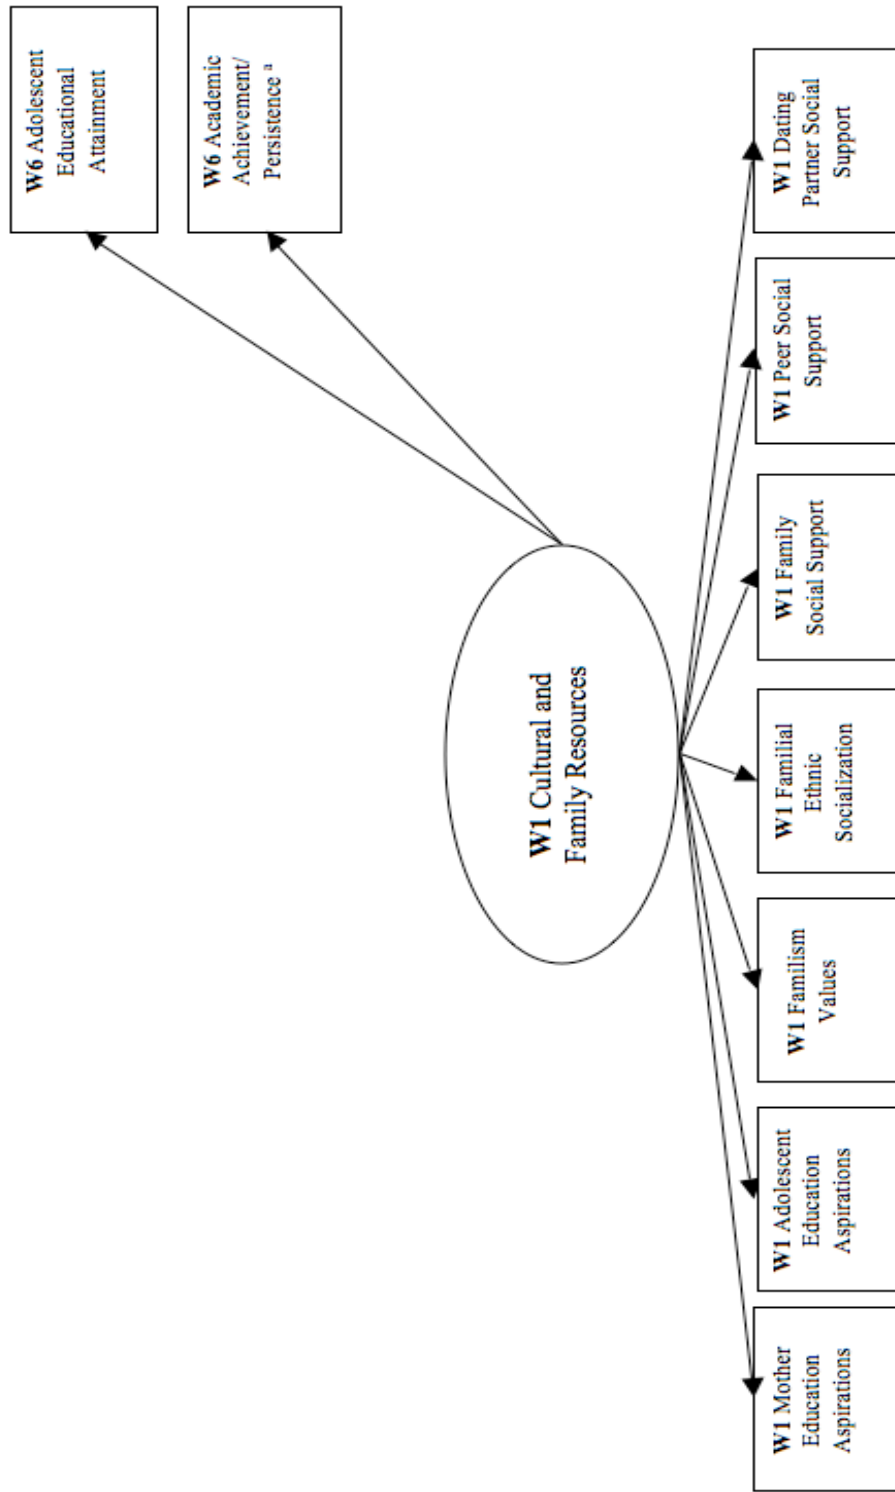 W6 Adolescent
Educational
Attainment
W6 Academic
Achievement/
Persistence ᵃ
W1 Cultural and
Family Resources
W1 Mother
Education
Aspirations
W1 Adolescent
Education
Aspirations
W1 Familism
Values
W1 Familial
Ethnic
Socialization
W1 Family
Social Support
W1 Peer Social
Support
W1 Dating
Partner Social
Support